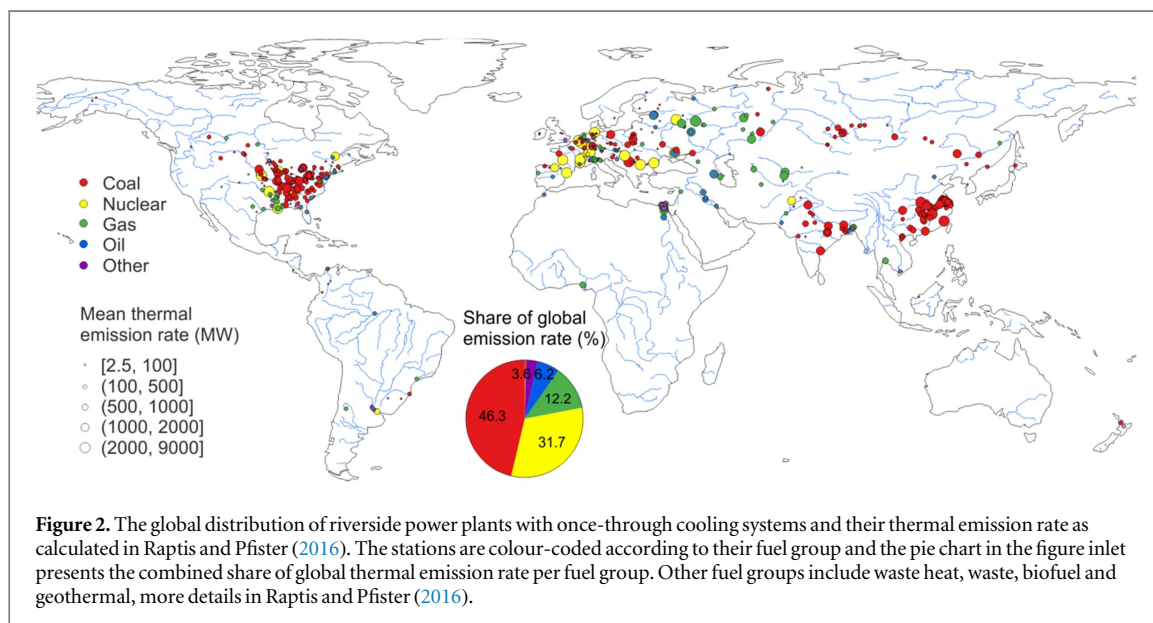 Coal
Nuclear
Gas
Oil
Other
Mean thermal
emission rate (MW)
[2.5, 100]
(100, 500]
(500, 1000]
(1000, 2000]
(2000, 9000]
Share of global
emission rate (%)
3.6
6.2
12.2
46.3
31.7
Figure 2. The global distribution of riverside power plants with once-through cooling systems and their thermal emission rate as
calculated in Raptis and Pfister (2016). The stations are colour-coded according to their fuel group and the pie chart in the figure inlet
presents the combined share of global thermal emission rate per fuel group. Other fuel groups include waste heat, waste, biofuel and
geothermal, more details in Raptis and Pfister (2016).